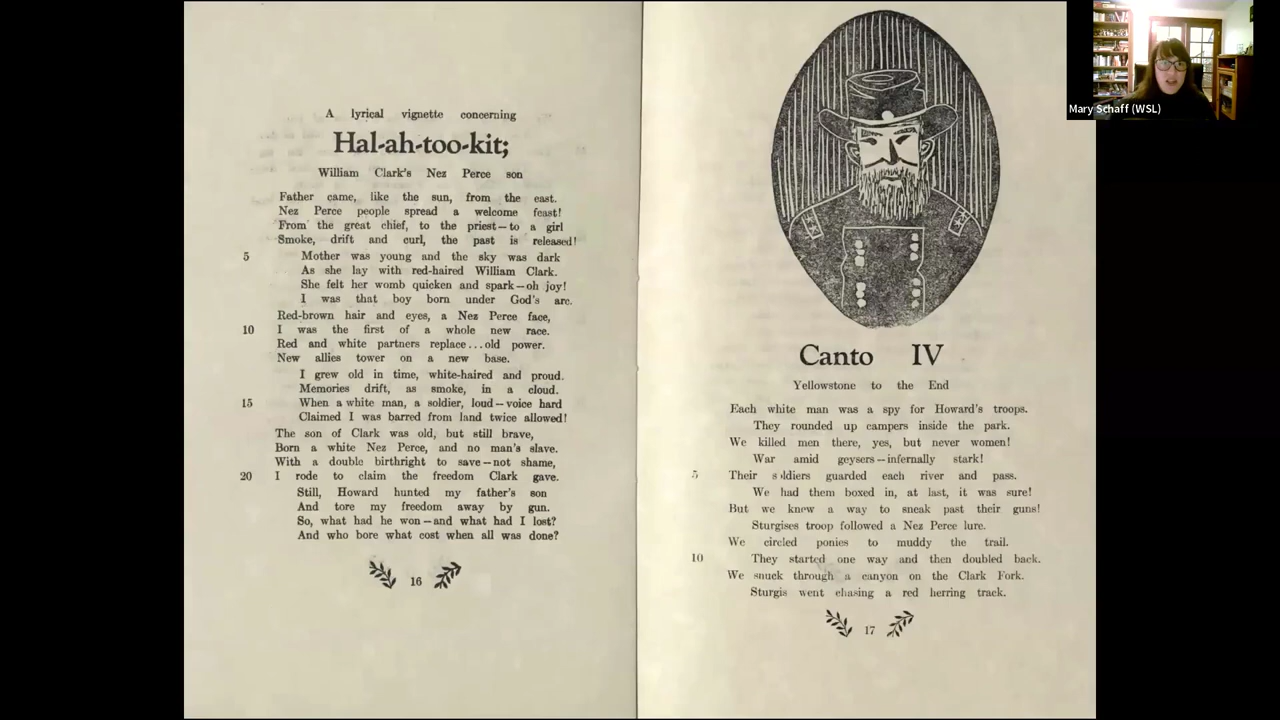 A lyrical vignette concerning
Hal-ah-too-kit;
William Clark's Nez Perce son
Father came, like the sun, from the east.
Nez Perce people spread a welcome feast!
From the great chief, to the priest—to a girl
Smoke, drift and curl, the past is released!
5 Mother was young and the sky was dark
As she lay with red-haired William Clark.
She felt her womb quicken and spark—oh joy!
I was that boy born under God's arc.
Red-brown hair and eyes, a Nez Perce face,
10 I was the first of a whole new race.
Red and white partners replace...old power.
New allies tower on a new base.
I grew old in time, white-haired and proud.
Memories drift, as smoke, in a cloud.
15 When a white man, a soldier, loud—voice hard
Claimed I was barred from land twice allowed!
The son of Clark was old, but still brave,
Born a white Nez Perce, and no man's slave.
With a double birthright to save—not shame,
20 I rode to claim the freedom Clark gave.
Still, Howard hunted my father's son
And tore my freedom away by gun.
So, what had he won—and what had I lost?
And who bore what cost when all was done?
16
Canto IV
Yellowstone to the End
Each white man was a spy for Howard's troops.
They rounded up campers inside the park.
We killed men there, yes, but never women!
War amid geysers—infernally stark!
5 Their soldiers guarded each river and pass.
We had them boxed in, at last, it was sure!
But we knew a way to sneak past their guns!
Sturgises troop followed a Nez Perce lure.
We circled ponies to muddy the trail.
10 They started one way and then doubled back.
We snuck through a canyon on the Clark Fork.
Sturgis went chasing a red herring track.
17
Mary Schaff (WSL)